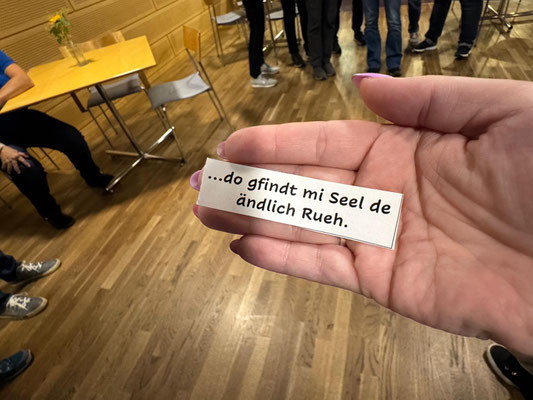 ...do gfindt mi Seel de
ändlich Rueh.